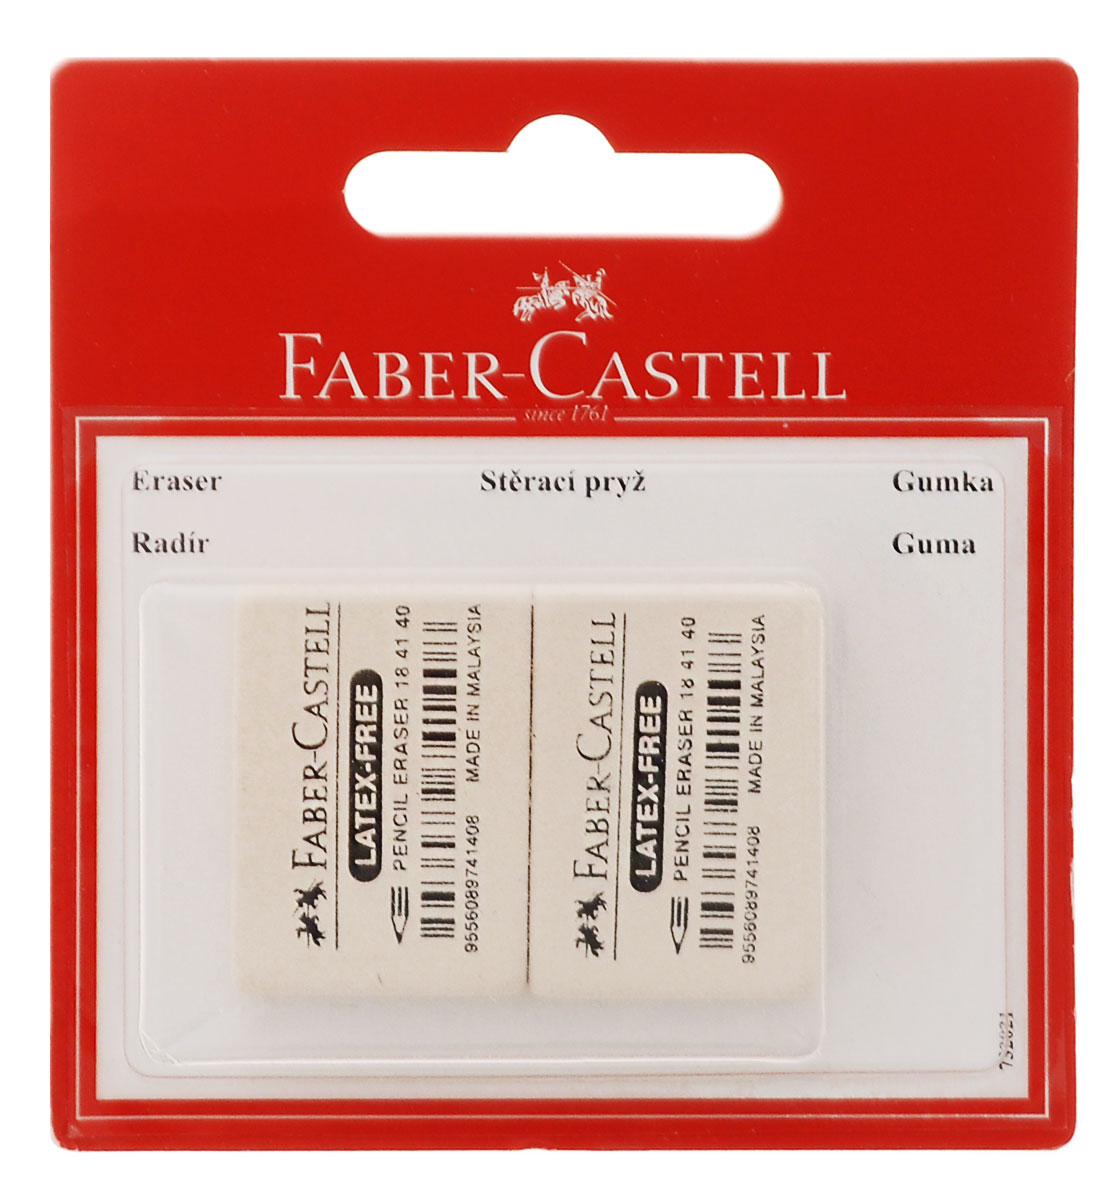 FABER-CASTELL
since 1761
Eraser
Stěrací pryž
Gumka
Radír
Guma
FABER-CASTELL
LATEX-FREE
PENCIL ERASER 18 41 40
9556089741408 MADE IN MALAYSIA
FABER-CASTELL
LATEX-FREE
PENCIL ERASER 18 41 40
9556089741408 MADE IN MALAYSIA
732021